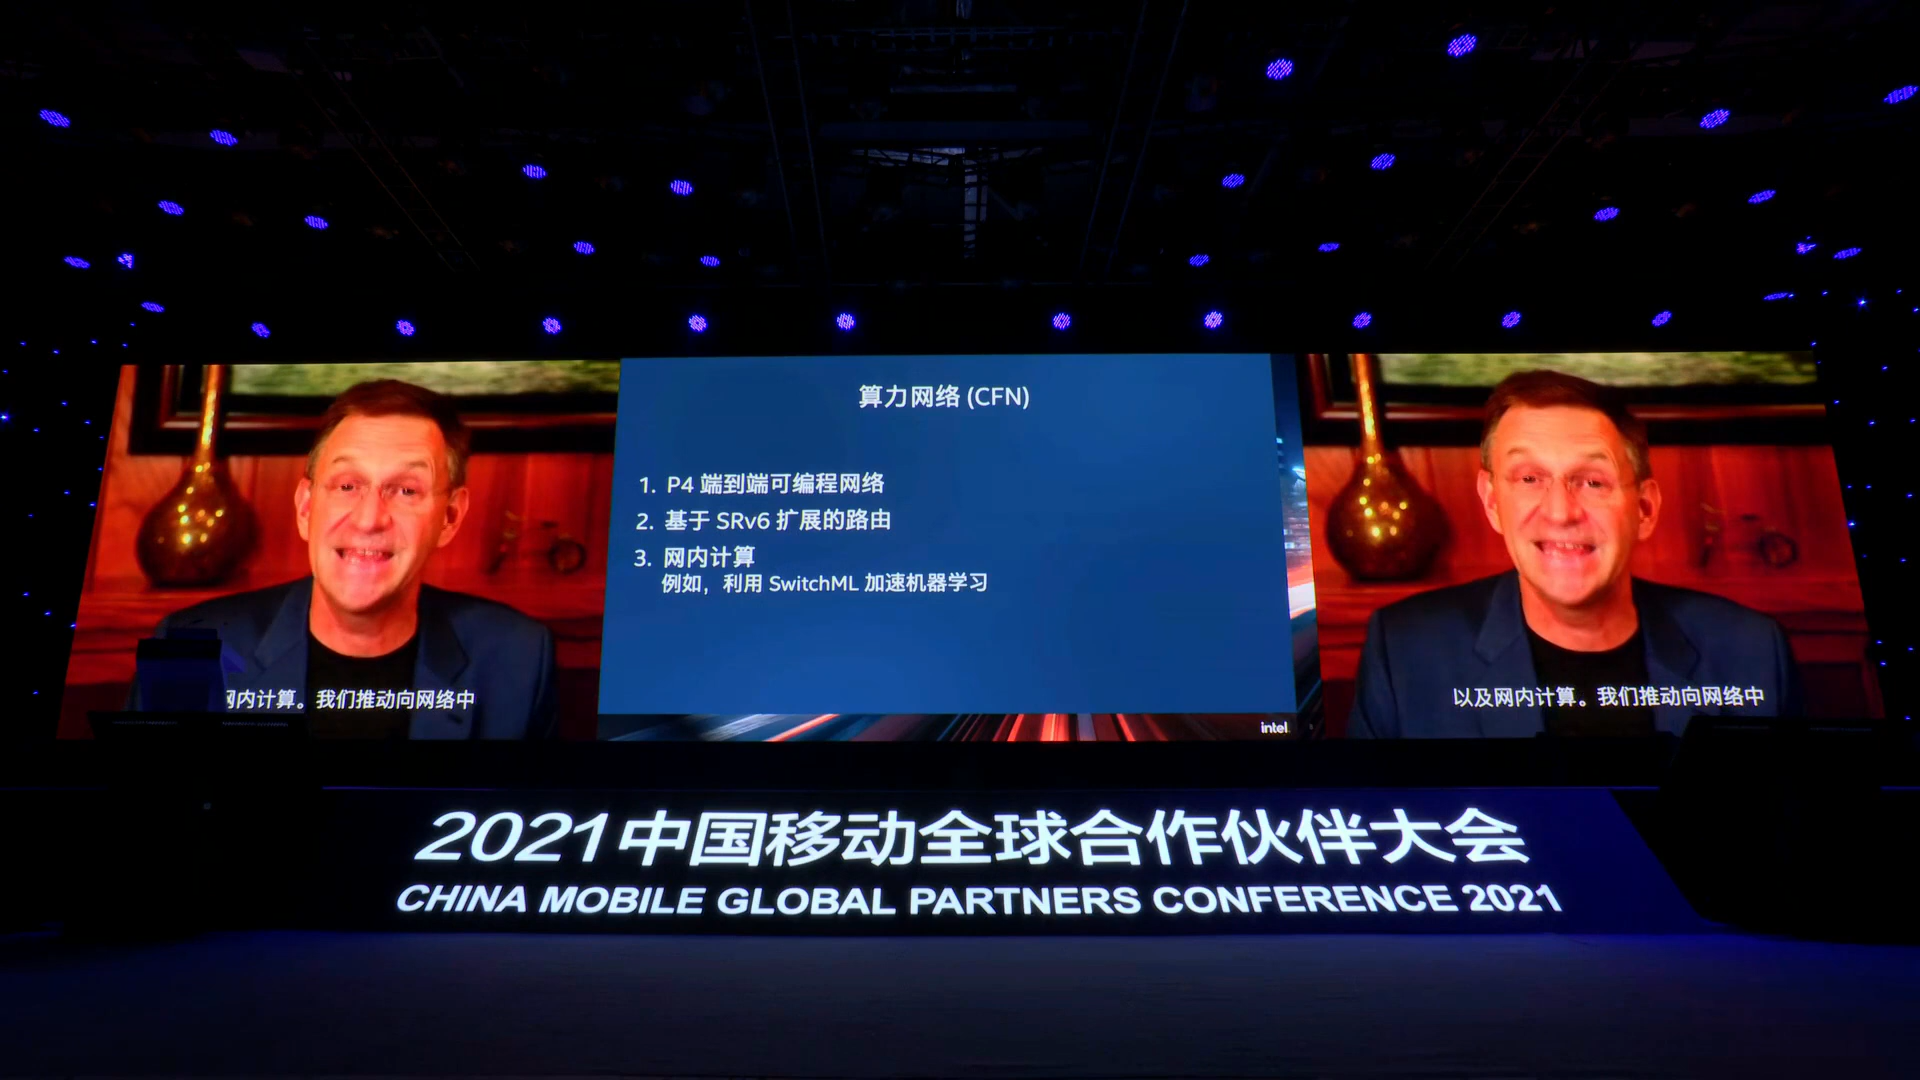 算力网络 (CFN)
1. P4 端到端可编程网络
2. 基于 SRv6 扩展的路由
3. 网内计算
例如，利用 SwitchML 加速机器学习
intel
网内计算。我们推动向网络中
以及网内计算。我们推动向网络中
2021中国移动全球合作伙伴大会
CHINA MOBILE GLOBAL PARTNERS CONFERENCE 2021